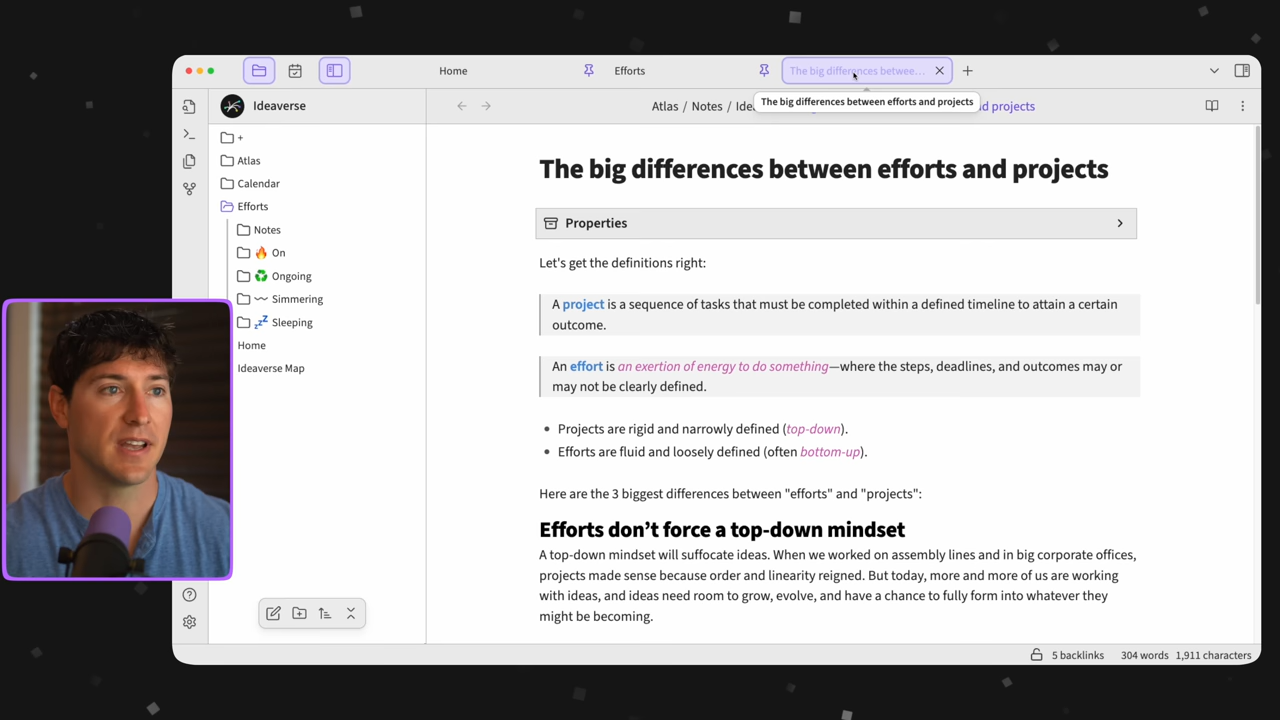 Home
Efforts
The big differences betwee...
Ideaverse
Atlas / Notes / Ide
d projects
The big differences between efforts and projects
+
Atlas
Calendar
Efforts
Notes
On
Ongoing
Simmering
Sleeping
Home
Ideaverse Map
The big differences between efforts and projects
Properties
Let's get the definitions right:
A project is a sequence of tasks that must be completed within a defined timeline to attain a certain
outcome.
An effort is an exertion of energy to do something—where the steps, deadlines, and outcomes may or
may not be clearly defined.
• Projects are rigid and narrowly defined (top-down).
• Efforts are fluid and loosely defined (often bottom-up).
Here are the 3 biggest differences between "efforts" and "projects":
Efforts don’t force a top-down mindset
A top-down mindset will suffocate ideas. When we worked on assembly lines and in big corporate offices,
projects made sense because order and linearity reigned. But today, more and more of us are working
with ideas, and ideas need room to grow, evolve, and have a chance to fully form into whatever they
might be becoming.
5 backlinks 304 words 1,911 characters